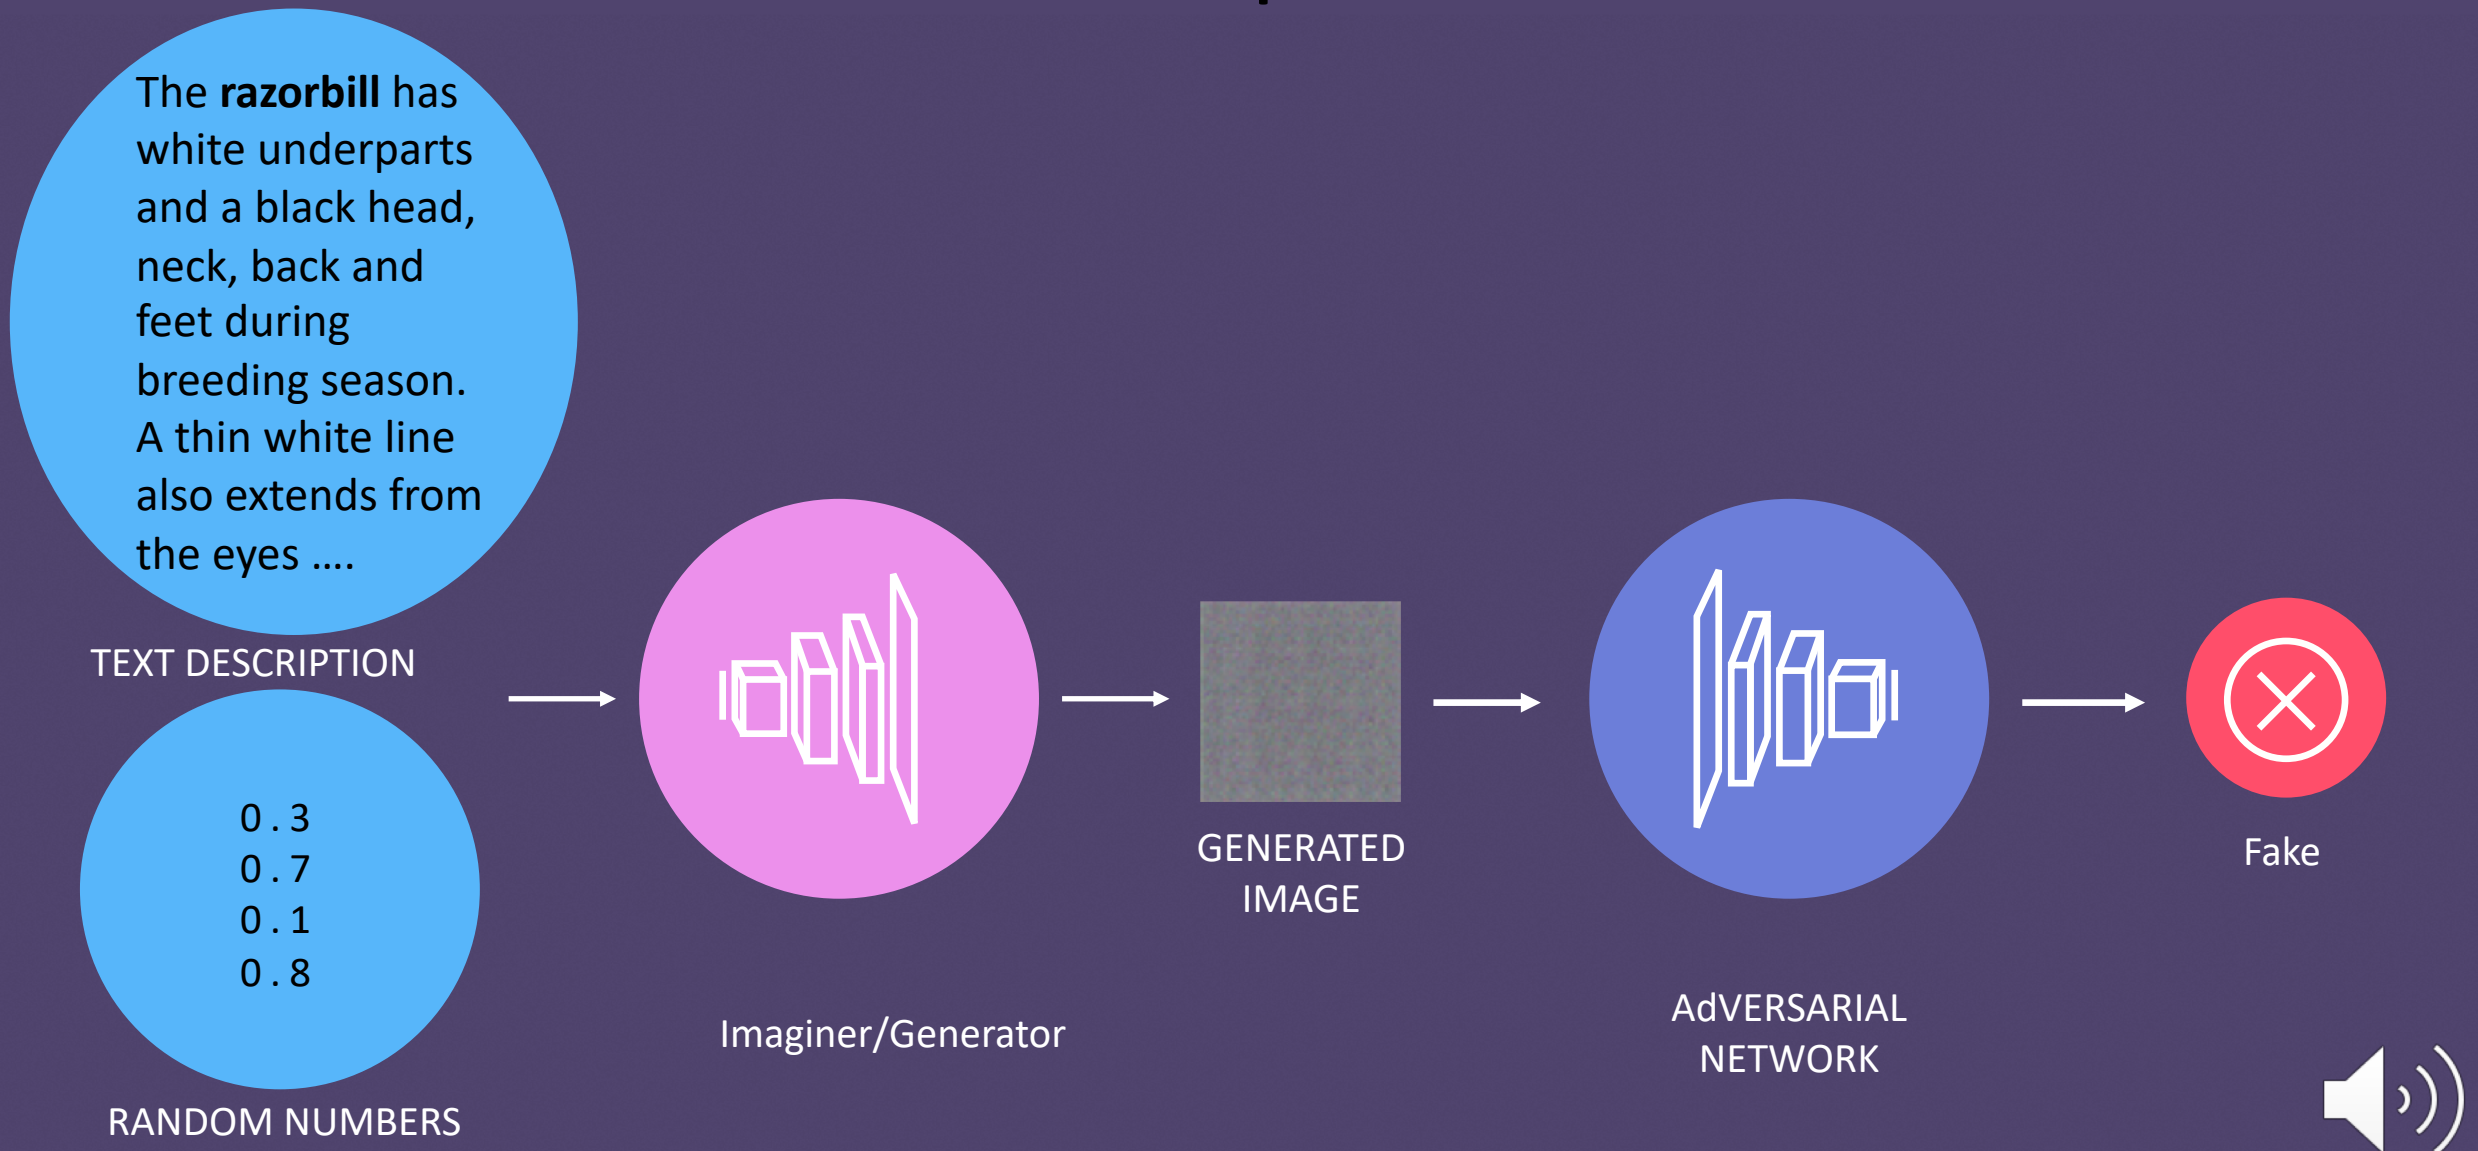 The razorbill has
white underparts
and a black head,
neck, back and
feet during
breeding season.
A thin white line
also extends from
the eyes ....
TEXT DESCRIPTION
0 . 3
0 . 7
0 . 1
0 . 8
RANDOM NUMBERS
Imaginer/Generator
GENERATED
IMAGE
AdVERSARIAL
NETWORK
Fake